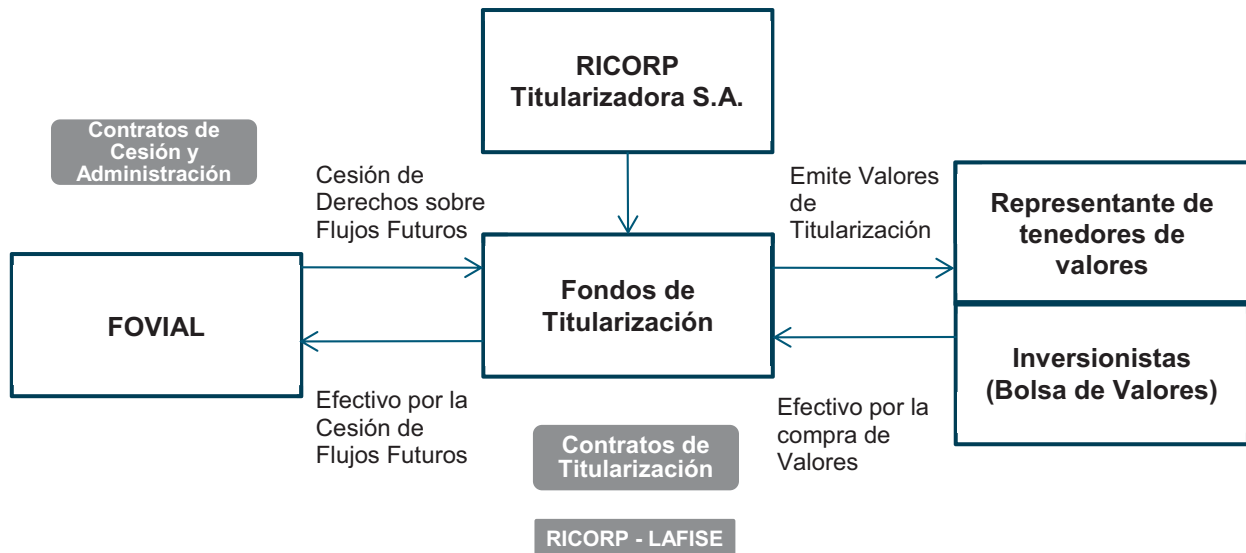 RICORP
Titularizadora S.A.
Contratos de
Cesión y
Administración
Cesión de
Derechos sobre
Flujos Futuros
Emite Valores
de
Titularización
Representante de
tenedores de
valores
FOVIAL
Fondos de
Titularización
Inversionistas
(Bolsa de Valores)
Efectivo por la
Cesión de
Flujos Futuros
Efectivo por la
compra de
Valores
Contratos de
Titularización
RICORP - LAFISE